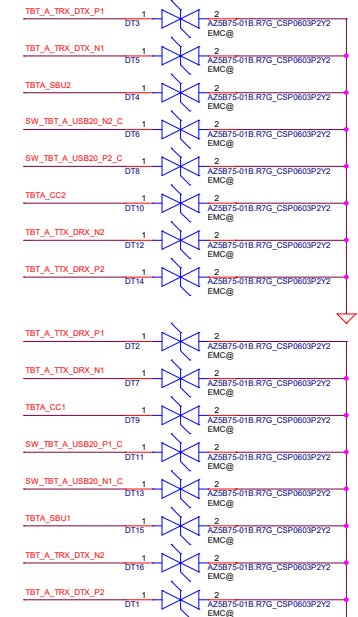 TBT_A_TRX_DTX_P1 1 2
DT3 AZ5B75-01B.R7G_CSP0603P2Y2
EMC@
TBT_A_TRX_DTX_N1 1 2
DT5 AZ5B75-01B.R7G_CSP0603P2Y2
EMC@
TBTA_SBU2 1 2
DT4 AZ5B75-01B.R7G_CSP0603P2Y2
EMC@
SW_TBT_A_USB20_N2_C 1 2
DT6 AZ5B75-01B.R7G_CSP0603P2Y2
EMC@
SW_TBT_A_USB20_P2_C 1 2
DT8 AZ5B75-01B.R7G_CSP0603P2Y2
EMC@
TBTA_CC2 1 2
DT10 AZ5B75-01B.R7G_CSP0603P2Y2
EMC@
TBT_A_TTX_DRX_N2 1 2
DT12 AZ5B75-01B.R7G_CSP0603P2Y2
EMC@
TBT_A_TTX_DRX_P2 1 2
DT14 AZ5B75-01B.R7G_CSP0603P2Y2
EMC@
TBT_A_TTX_DRX_P1 1 2
DT2 AZ5B75-01B.R7G_CSP0603P2Y2
EMC@
TBT_A_TTX_DRX_N1 1 2
DT7 AZ5B75-01B.R7G_CSP0603P2Y2
EMC@
TBTA_CC1 1 2
DT9 AZ5B75-01B.R7G_CSP0603P2Y2
EMC@
SW_TBT_A_USB20_P1_C 1 2
DT11 AZ5B75-01B.R7G_CSP0603P2Y2
EMC@
SW_TBT_A_USB20_N1_C 1 2
DT13 AZ5B75-01B.R7G_CSP0603P2Y2
EMC@
TBTA_SBU1 1 2
DT15 AZ5B75-01B.R7G_CSP0603P2Y2
EMC@
TBT_A_TRX_DTX_N2 1 2
DT16 AZ5B75-01B.R7G_CSP0603P2Y2
EMC@
TBT_A_TRX_DTX_P2 1 2
DT1 AZ5B75-01B.R7G_CSP0603P2Y2
EMC@